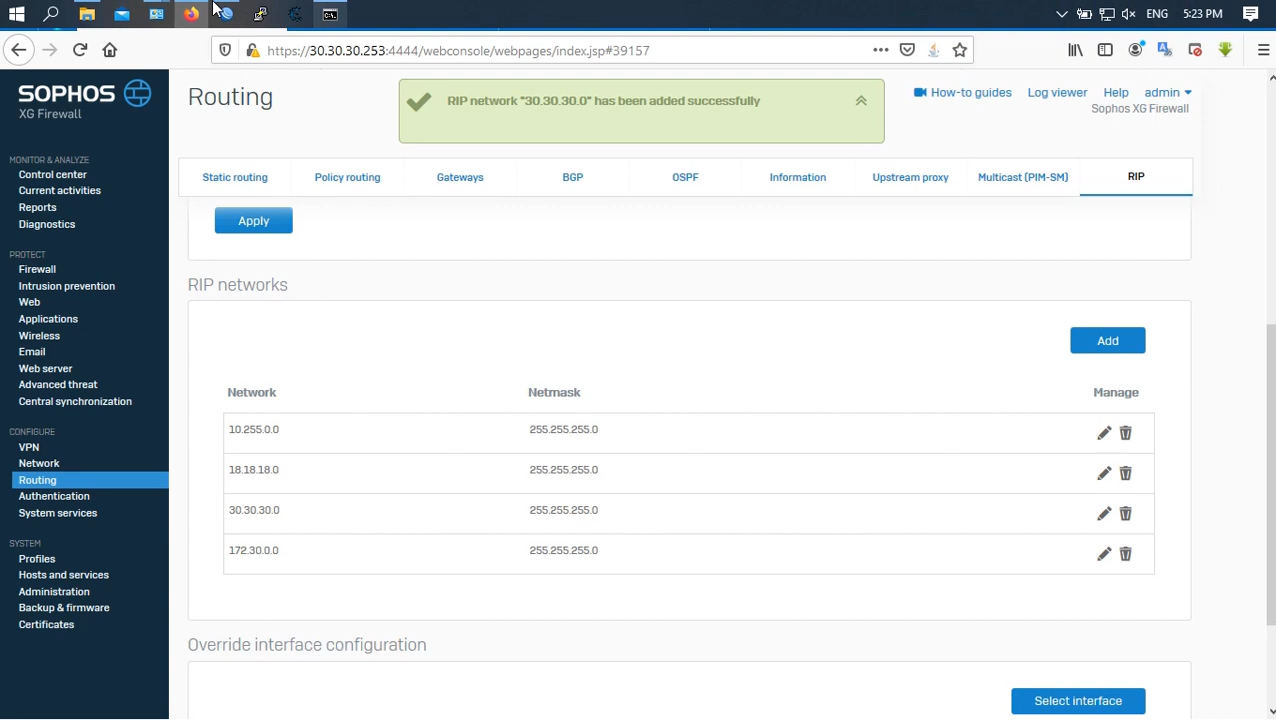 ENG 5:23 PM
https://30.30.30.253:4444/webconsole/webpages/index.jsp#39157
SOPHOS
XG Firewall
MONITOR & ANALYZE
Control center
Current activities
Reports
Diagnostics
PROTECT
Firewall
Intrusion prevention
Web
Applications
Wireless
Email
Web server
Advanced threat
Central synchronization
CONFIGURE
VPN
Network
Routing
Authentication
System services
SYSTEM
Profiles
Hosts and services
Administration
Backup & firmware
Certificates
Routing
RIP network "30.30.30.0" has been added successfully
How-to guides Log viewer Help admin
Sophos XG Firewall
Static routing Policy routing Gateways BGP OSPF Information Upstream proxy Multicast (PIM-SM) RIP
Apply
RIP networks
Add
Network Netmask Manage
10.255.0.0 255.255.255.0
18.18.18.0 255.255.255.0
30.30.30.0 255.255.255.0
172.30.0.0 255.255.255.0
Override interface configuration
Select interface